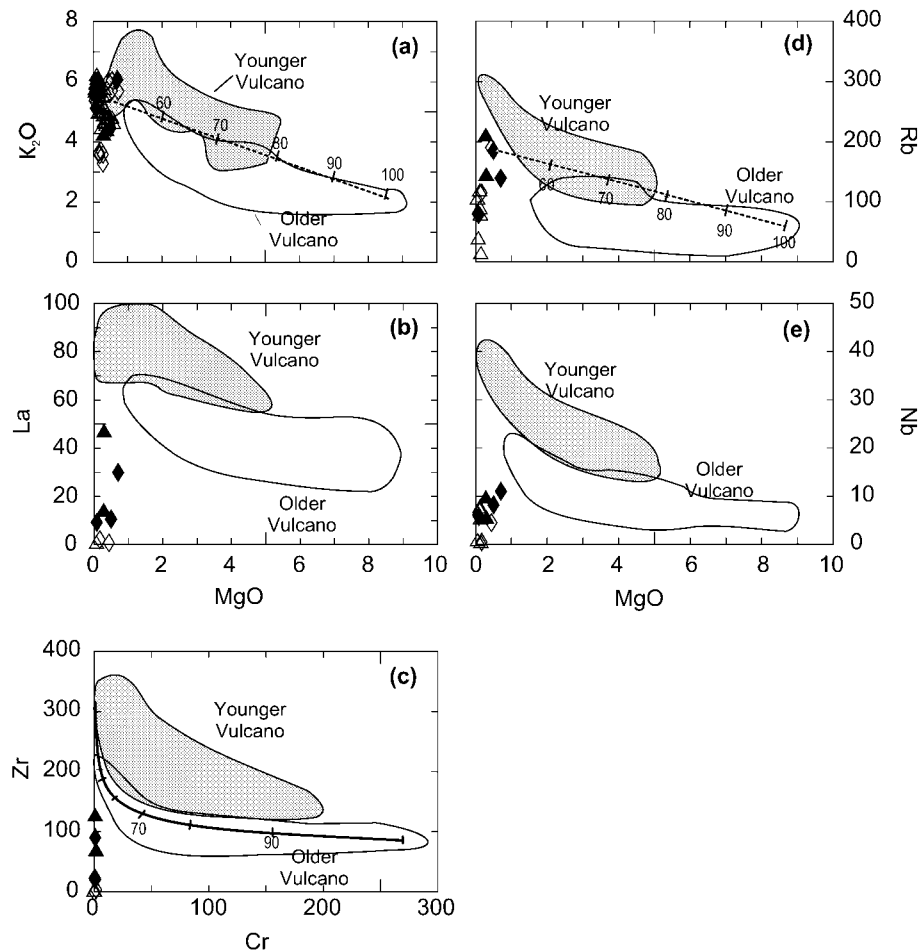 (a)
K₂O
8
6
4
2
0
Younger
Vulcano
60
70
80
90
100
Older
Vulcano
(d)
Rb
400
300
200
100
0
Younger
Vulcano
Older
Vulcano
60
70
80
90
100
(b)
La
100
80
60
40
20
0
Younger
Vulcano
Older
Vulcano
0 2 4 6 8 10
MgO
(e)
Nb
50
40
30
20
10
0
Younger
Vulcano
Older
Vulcano
0 2 4 6 8 10
MgO
(c)
Zr
400
300
200
100
0
Younger
Vulcano
70
90
Older
Vulcano
0 100 200 300
Cr